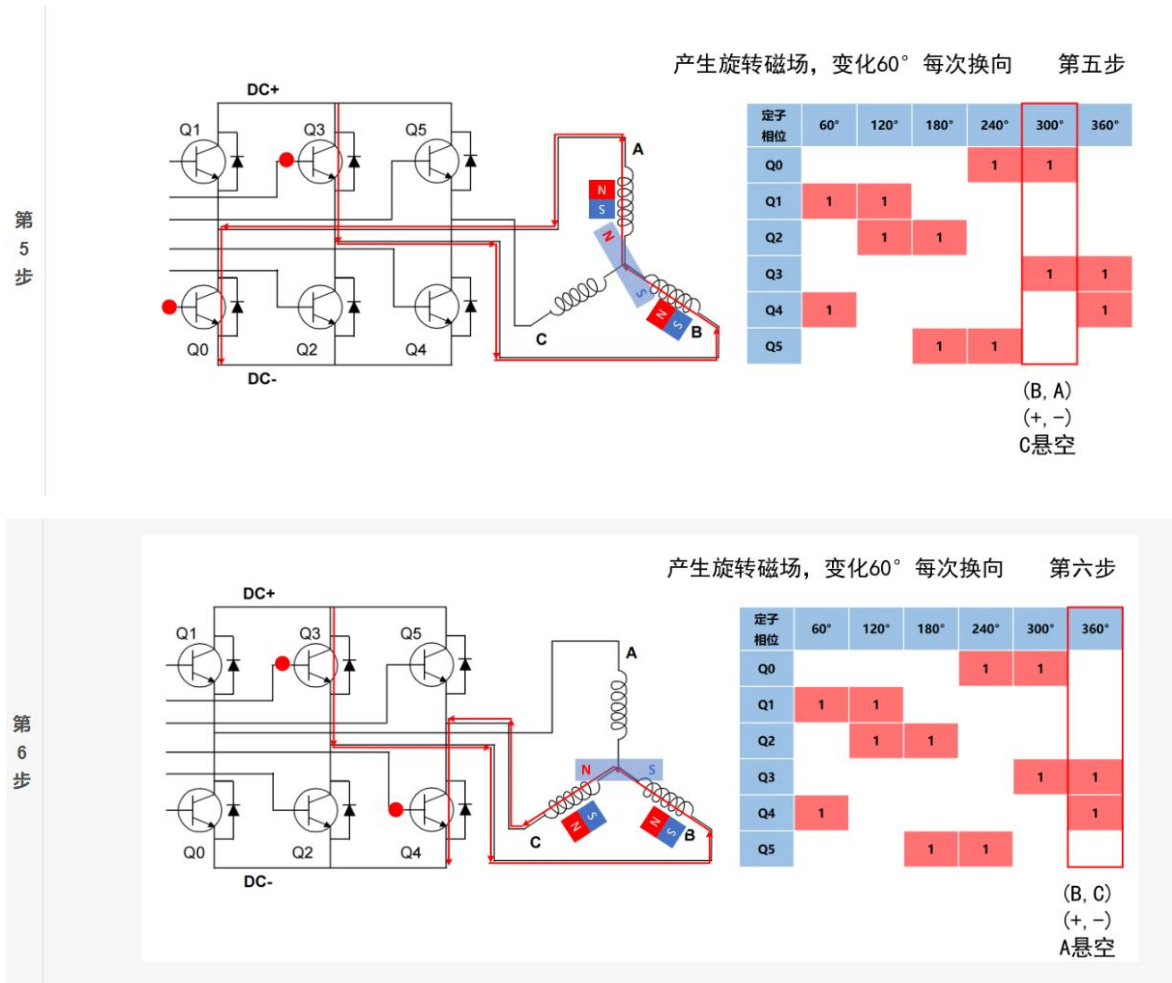 产生旋转磁场，变化60°每次换向 第五步
DC+
Q1 Q3 Q5
A
N
S
N
S
N S
B
C
Q0 Q2 Q4
DC-
第
5
步
定子相位 60° 120° 180° 240° 300° 360°
Q0 1 1
Q1 1 1
Q2 1 1
Q3 1 1
Q4 1 1
Q5 1 1
(B, A)
(+, -)
C悬空
产生旋转磁场，变化60°每次换向 第六步
DC+
Q1 Q3 Q5
A
N S
N S
N S
C
B
Q0 Q2 Q4
DC-
第
6
步
定子相位 60° 120° 180° 240° 300° 360°
Q0 1 1
Q1 1 1
Q2 1 1
Q3 1 1
Q4 1 1
Q5 1 1
(B, C)
(+, -)
A悬空